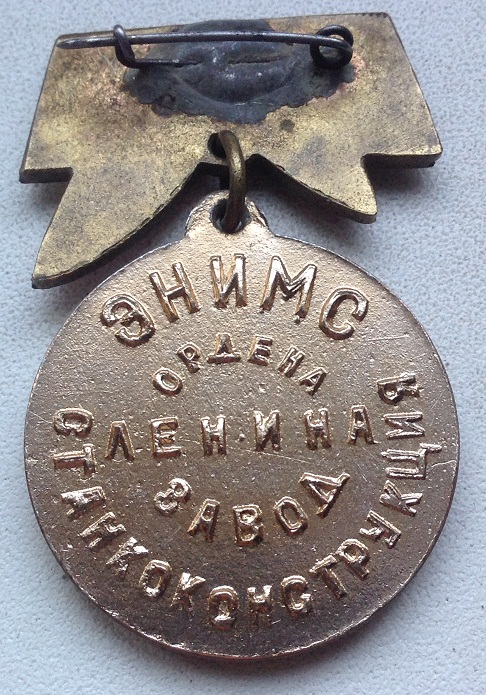 ЭНИМС
ОРДЕНА
ЛЕНИНА
ЗАВОД
СТАНКОКОНСТРУКЦИЯ